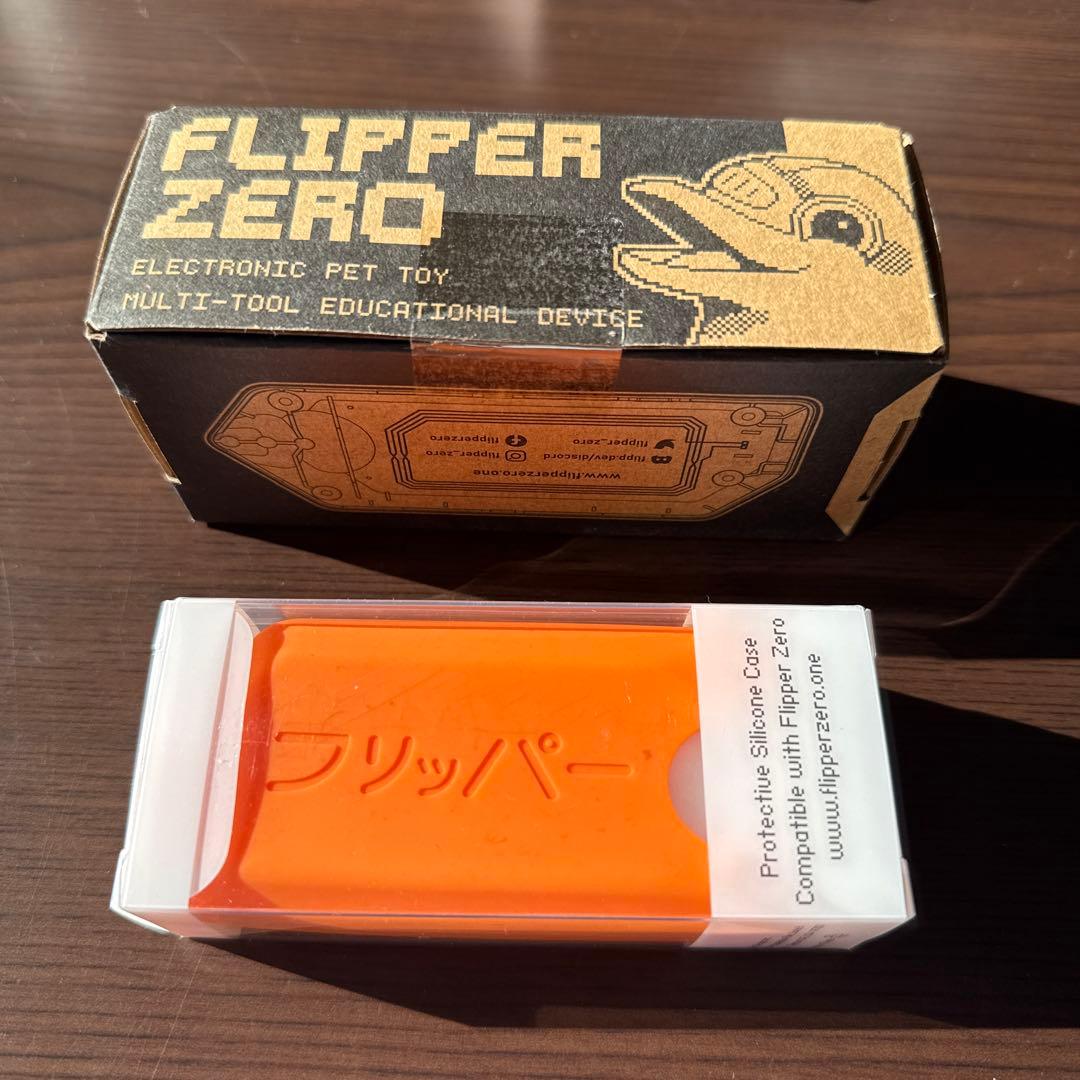 FLIPPER
ZERO
ELECTRONIC PET TOY
MULTI-TOOL EDUCATIONAL DEVICE
www.flipperzero.one
flipp.dev/discord
flipper_zero
flipper_zero
flipperzero
フリッパー
Protective Silicone Case
Compatible with Flipper Zero
www.flipperzero.one